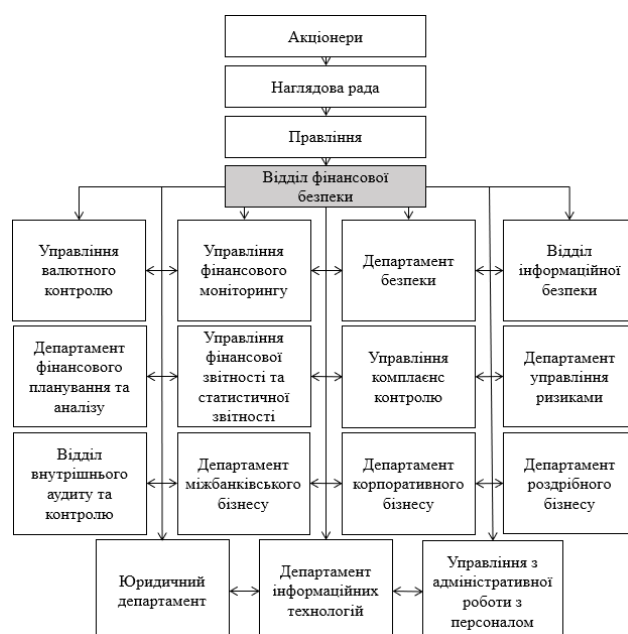 Акціонери
Наглядова рада
Правління
Відділ фінансової
безпеки
Управління
валютного
контролю
Управління
фінансового
моніторингу
Департамент
безпеки
Відділ
інформаційної
безпеки
Департамент
фінансового
планування та
аналізу
Управління
фінансової
звітності та
статистичної
звітності
Управління
комплаєнс
контролю
Департамент
управління
ризиками
Відділ
внутрішнього
аудиту та
контролю
Департамент
міжбанківського
бізнесу
Департамент
корпоративного
бізнесу
Департамент
роздрібного
бізнесу
Юридичний
департамент
Департамент
інформаційних
технологій
Управління з
адміністративної
роботи з
персоналом